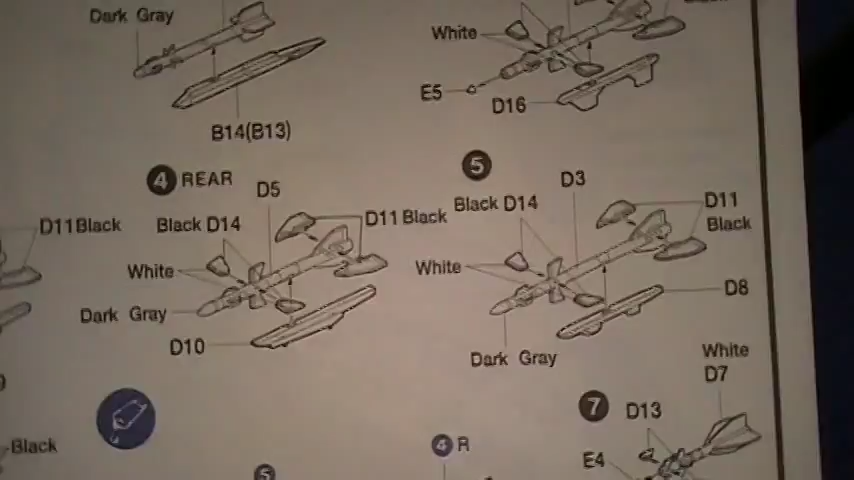 Dark Gray
B14(B13)
White
E5
D16
4 REAR
D5
D11 Black
Black D14
D11 Black
White
Dark Gray
D10
5
D3
Black D14
D11
Black
White
D8
Dark Gray
White
D7
7
D13
E4
Black
5
4 R